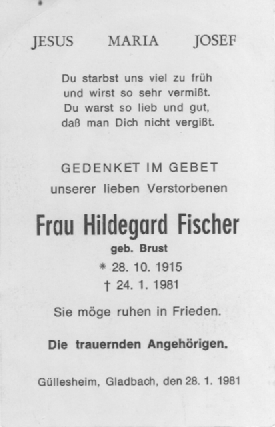 JESUS MARIA JOSEF
Du starbst uns viel zu früh
und wirst so sehr vermißt.
Du warst so lieb und gut,
daß man Dich nicht vergißt.
GEDENKET IM GEBET
unserer lieben Verstorbenen
Frau Hildegard Fischer
geb. Brust
* 28. 10. 1915
† 24. 1. 1981
Sie möge ruhen in Frieden.
Die trauernden Angehörigen.
Güllesheim, Gladbach, den 28. 1. 1981